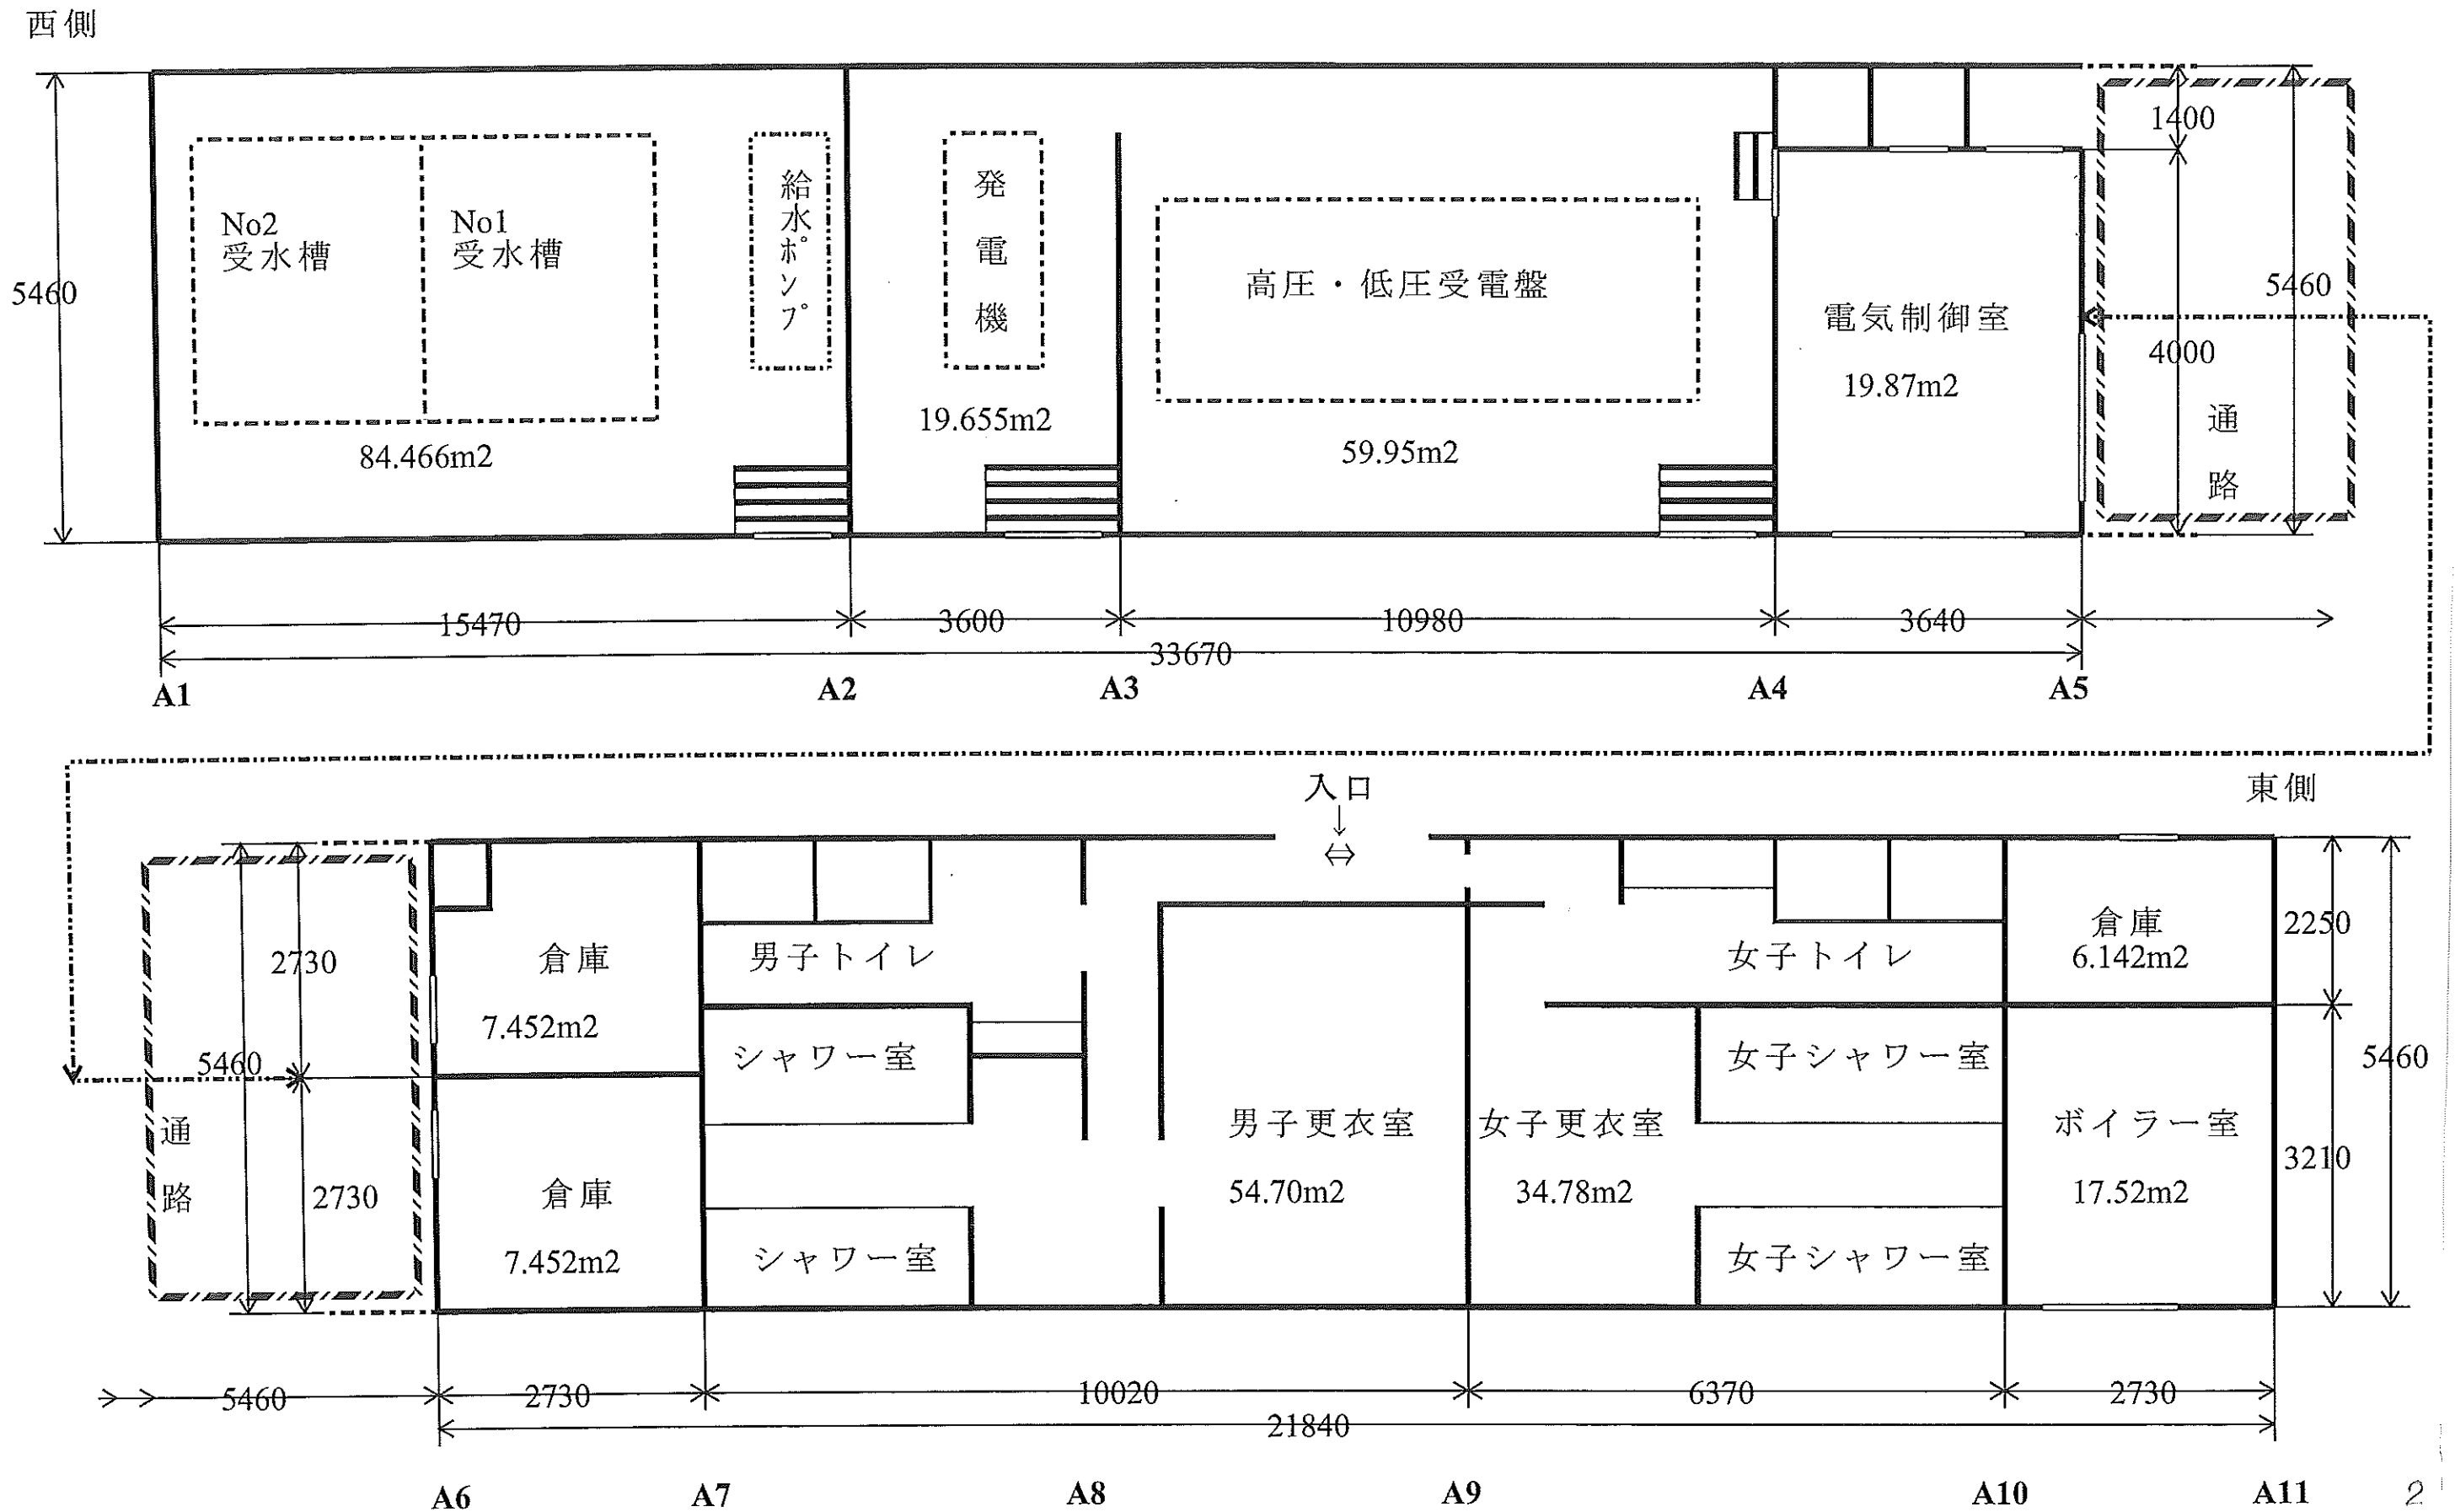 西側
5460
No2
受水槽
No1
受水槽
給水ポンプ
84.466m2
発電機
19.655m2
高圧・低圧受電盤
59.95m2
電気制御室
19.87m2
1400
5460
4000
通路
15470
3600
10980
3640
33670
A1
A2
A3
A4
A5
入口
東側
2730
5460
2730
通路
倉庫
7.452m2
倉庫
7.452m2
男子トイレ
シャワー室
シャワー室
男子更衣室
54.70m2
女子更衣室
34.78m2
女子トイレ
女子シャワー室
女子シャワー室
倉庫
6.142m2
ボイラー室
17.52m2
2250
5460
3210
5460
2730
10020
6370
2730
21840
A6
A7
A8
A9
A10
A11
2